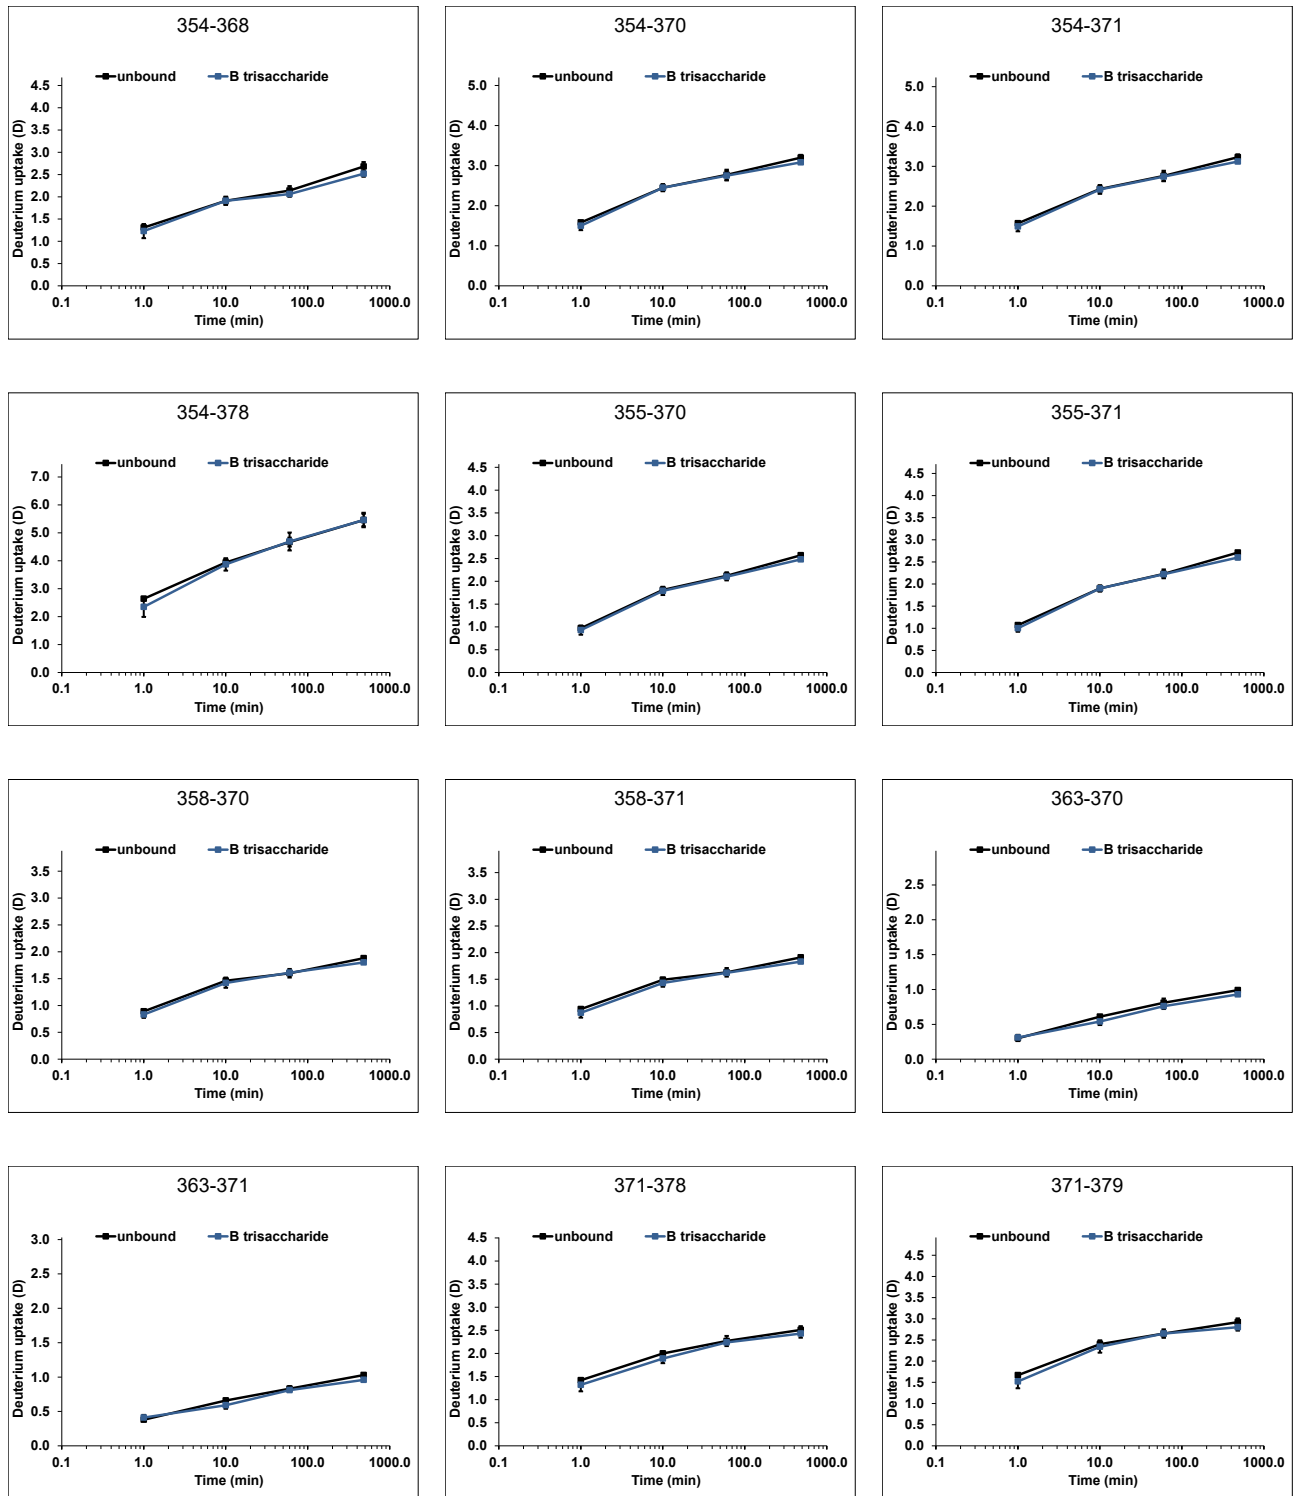 354-368
unbound B trisaccharide
4.5
4.0
3.5
3.0
2.5
2.0
1.5
1.0
0.5
0.0
Deuterium uptake (D)
0.1 1.0 10.0 100.0 1000.0
Time (min)
354-370
unbound B trisaccharide
5.0
4.0
3.0
2.0
1.0
0.0
Deuterium uptake (D)
0.1 1.0 10.0 100.0 1000.0
Time (min)
354-371
unbound B trisaccharide
5.0
4.0
3.0
2.0
1.0
0.0
Deuterium uptake (D)
0.1 1.0 10.0 100.0 1000.0
Time (min)
354-378
unbound B trisaccharide
7.0
6.0
5.0
4.0
3.0
2.0
1.0
0.0
Deuterium uptake (D)
0.1 1.0 10.0 100.0 1000.0
Time (min)
355-370
unbound B trisaccharide
4.5
4.0
3.5
3.0
2.5
2.0
1.5
1.0
0.5
0.0
Deuterium uptake (D)
0.1 1.0 10.0 100.0 1000.0
Time (min)
355-371
unbound B trisaccharide
4.5
4.0
3.5
3.0
2.5
2.0
1.5
1.0
0.5
0.0
Deuterium uptake (D)
0.1 1.0 10.0 100.0 1000.0
Time (min)
358-370
unbound B trisaccharide
3.5
3.0
2.5
2.0
1.5
1.0
0.5
0.0
Deuterium uptake (D)
0.1 1.0 10.0 100.0 1000.0
Time (min)
358-371
unbound B trisaccharide
3.5
3.0
2.5
2.0
1.5
1.0
0.5
0.0
Deuterium uptake (D)
0.1 1.0 10.0 100.0 1000.0
Time (min)
363-370
unbound B trisaccharide
2.5
2.0
1.5
1.0
0.5
0.0
Deuterium uptake (D)
0.1 1.0 10.0 100.0 1000.0
Time (min)
363-371
unbound B trisaccharide
3.0
2.5
2.0
1.5
1.0
0.5
0.0
Deuterium uptake (D)
0.1 1.0 10.0 100.0 1000.0
Time (min)
371-378
unbound B trisaccharide
4.5
4.0
3.5
3.0
2.5
2.0
1.5
1.0
0.5
0.0
Deuterium uptake (D)
0.1 1.0 10.0 100.0 1000.0
Time (min)
371-379
unbound B trisaccharide
4.5
4.0
3.5
3.0
2.5
2.0
1.5
1.0
0.5
0.0
Deuterium uptake (D)
0.1 1.0 10.0 100.0 1000.0
Time (min)